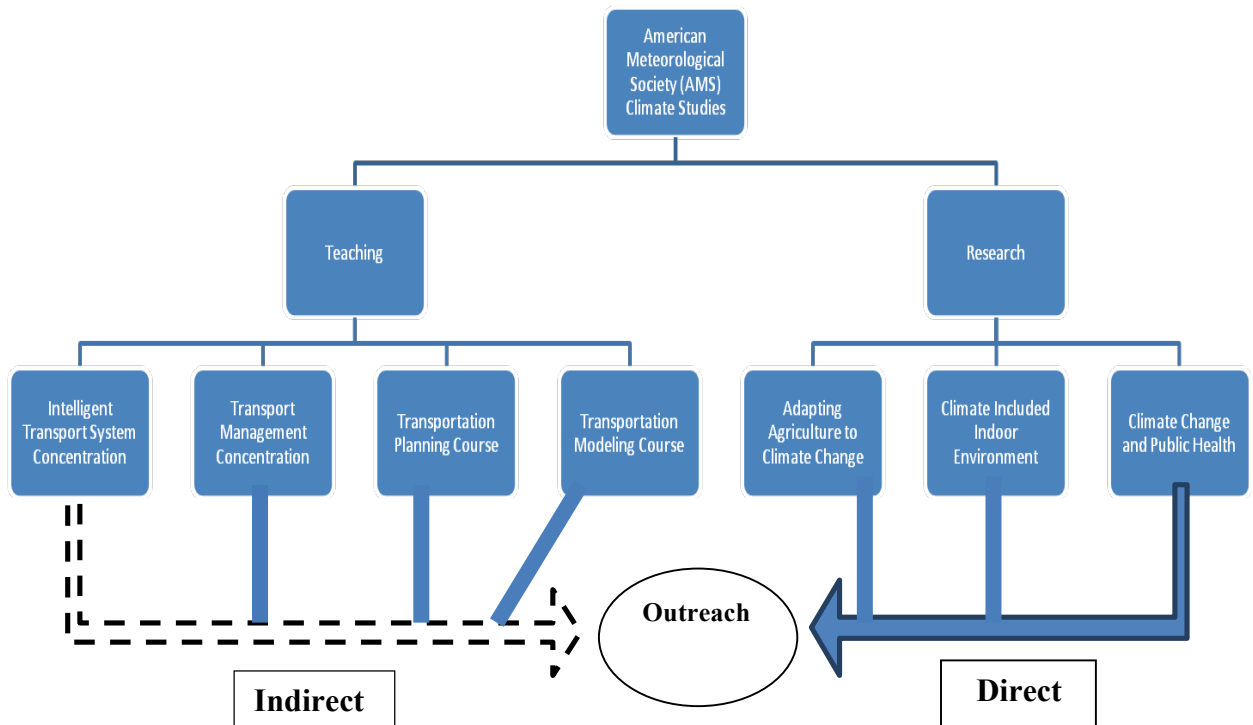 American
Meteorological
Society (AMS)
Climate Studies
Teaching
Research
Intelligent
Transport System
Concentration
Transport
Management
Concentration
Transportation
Planning Course
Transportation
Modeling Course
Adapting
Agriculture to
Climate Change
Climate Included
Indoor
Environment
Climate Change
and Public Health
Outreach
Indirect
Direct